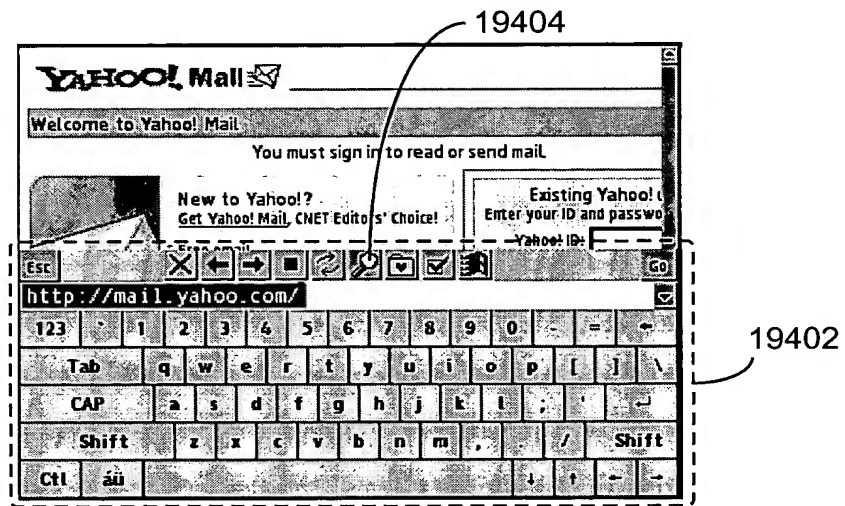 19404
YAHOO! Mail
Welcome to Yahoo! Mail
You must sign in to read or send mail.
New to Yahoo!?
Get Yahoo! Mail, CNET Editors' Choice!
Free email
Existing Yahoo! u
Enter your ID and passwo
Yahoo! ID:
Esc Go
http://mail.yahoo.com/
19402
123 ` 1 2 3 4 5 6 7 8 9 0 - = ←
Tab q w e r t y u i o p [ ] \
CAP a s d f g h j k l ; ' ↵
Shift z x c v b n m , . / Shift
Ctl áü ↓ ↑ ← →